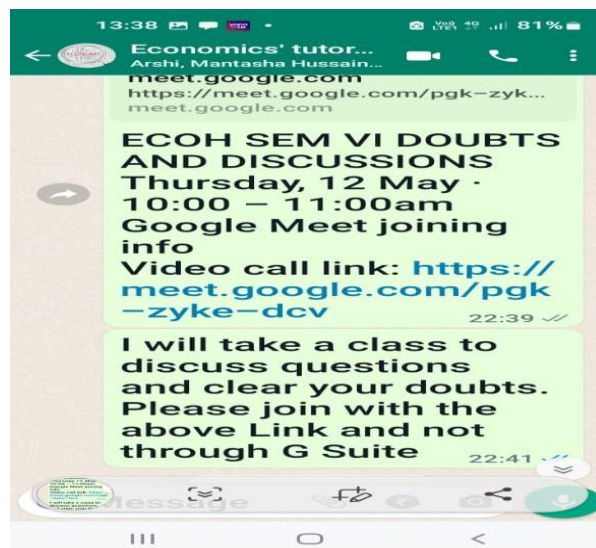 13:38 81%
Economics' tutor...
Arshi, Mantasha Hussain...
meet.google.com
https://meet.google.com/pgk-zyk...
meet.google.com
ECOH SEM VI DOUBTS
AND DISCUSSIONS
Thursday, 12 May ·
10:00 – 11:00am
Google Meet joining
info
Video call link: https://
meet.google.com/pgk
-zyke-dcv
22:39
I will take a class to
discuss questions
and clear your doubts.
Please join with the
above Link and not
through G Suite
22:41
Message